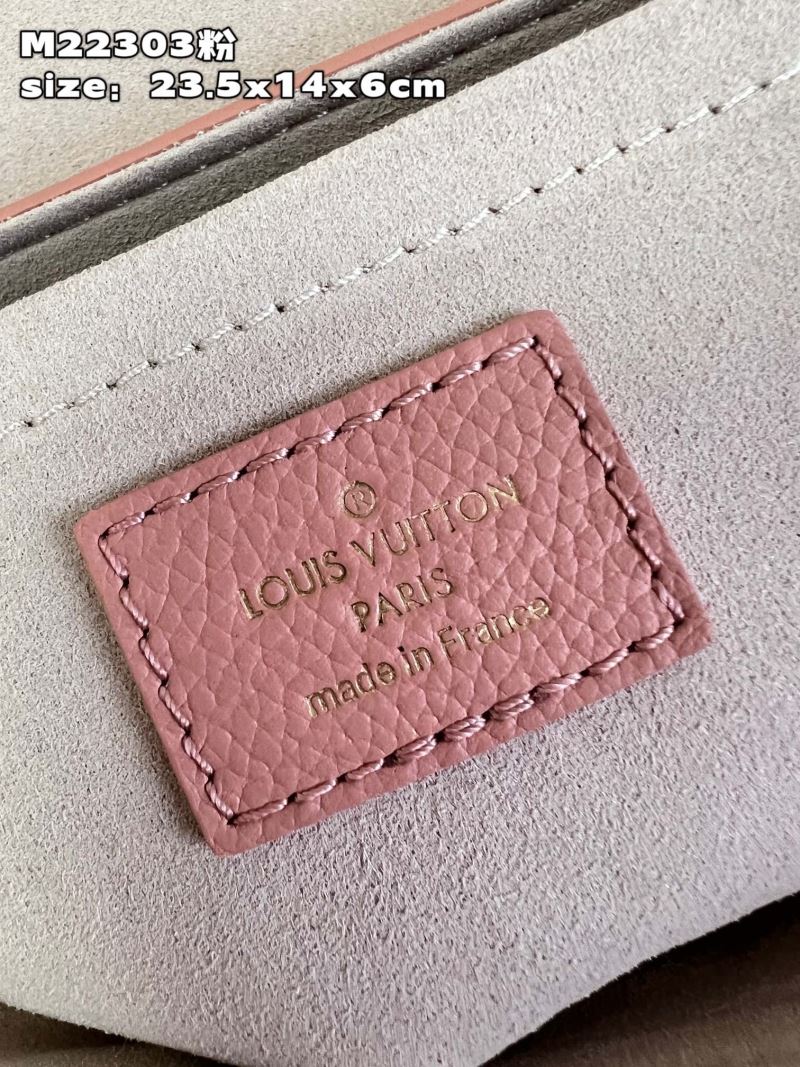 M22303粉
size：23.5x14x6cm
®
LOUIS VUITTON
PARIS
made in France